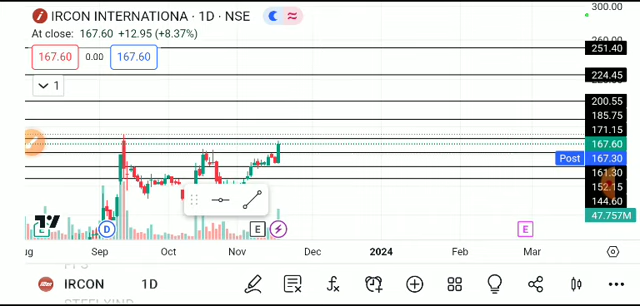 IRCON INTERNATIONA · 1D · NSE
300.00
At close: 167.60 +12.95 (+8.37%)
167.60 0.00 167.60
251.40
1
224.45
200.55
185.75
171.15
167.60
Post 167.30
161.30
152.15
144.60
47.757M
D E E
Sep Oct Nov Dec 2024 Feb Mar
IRCON 1D